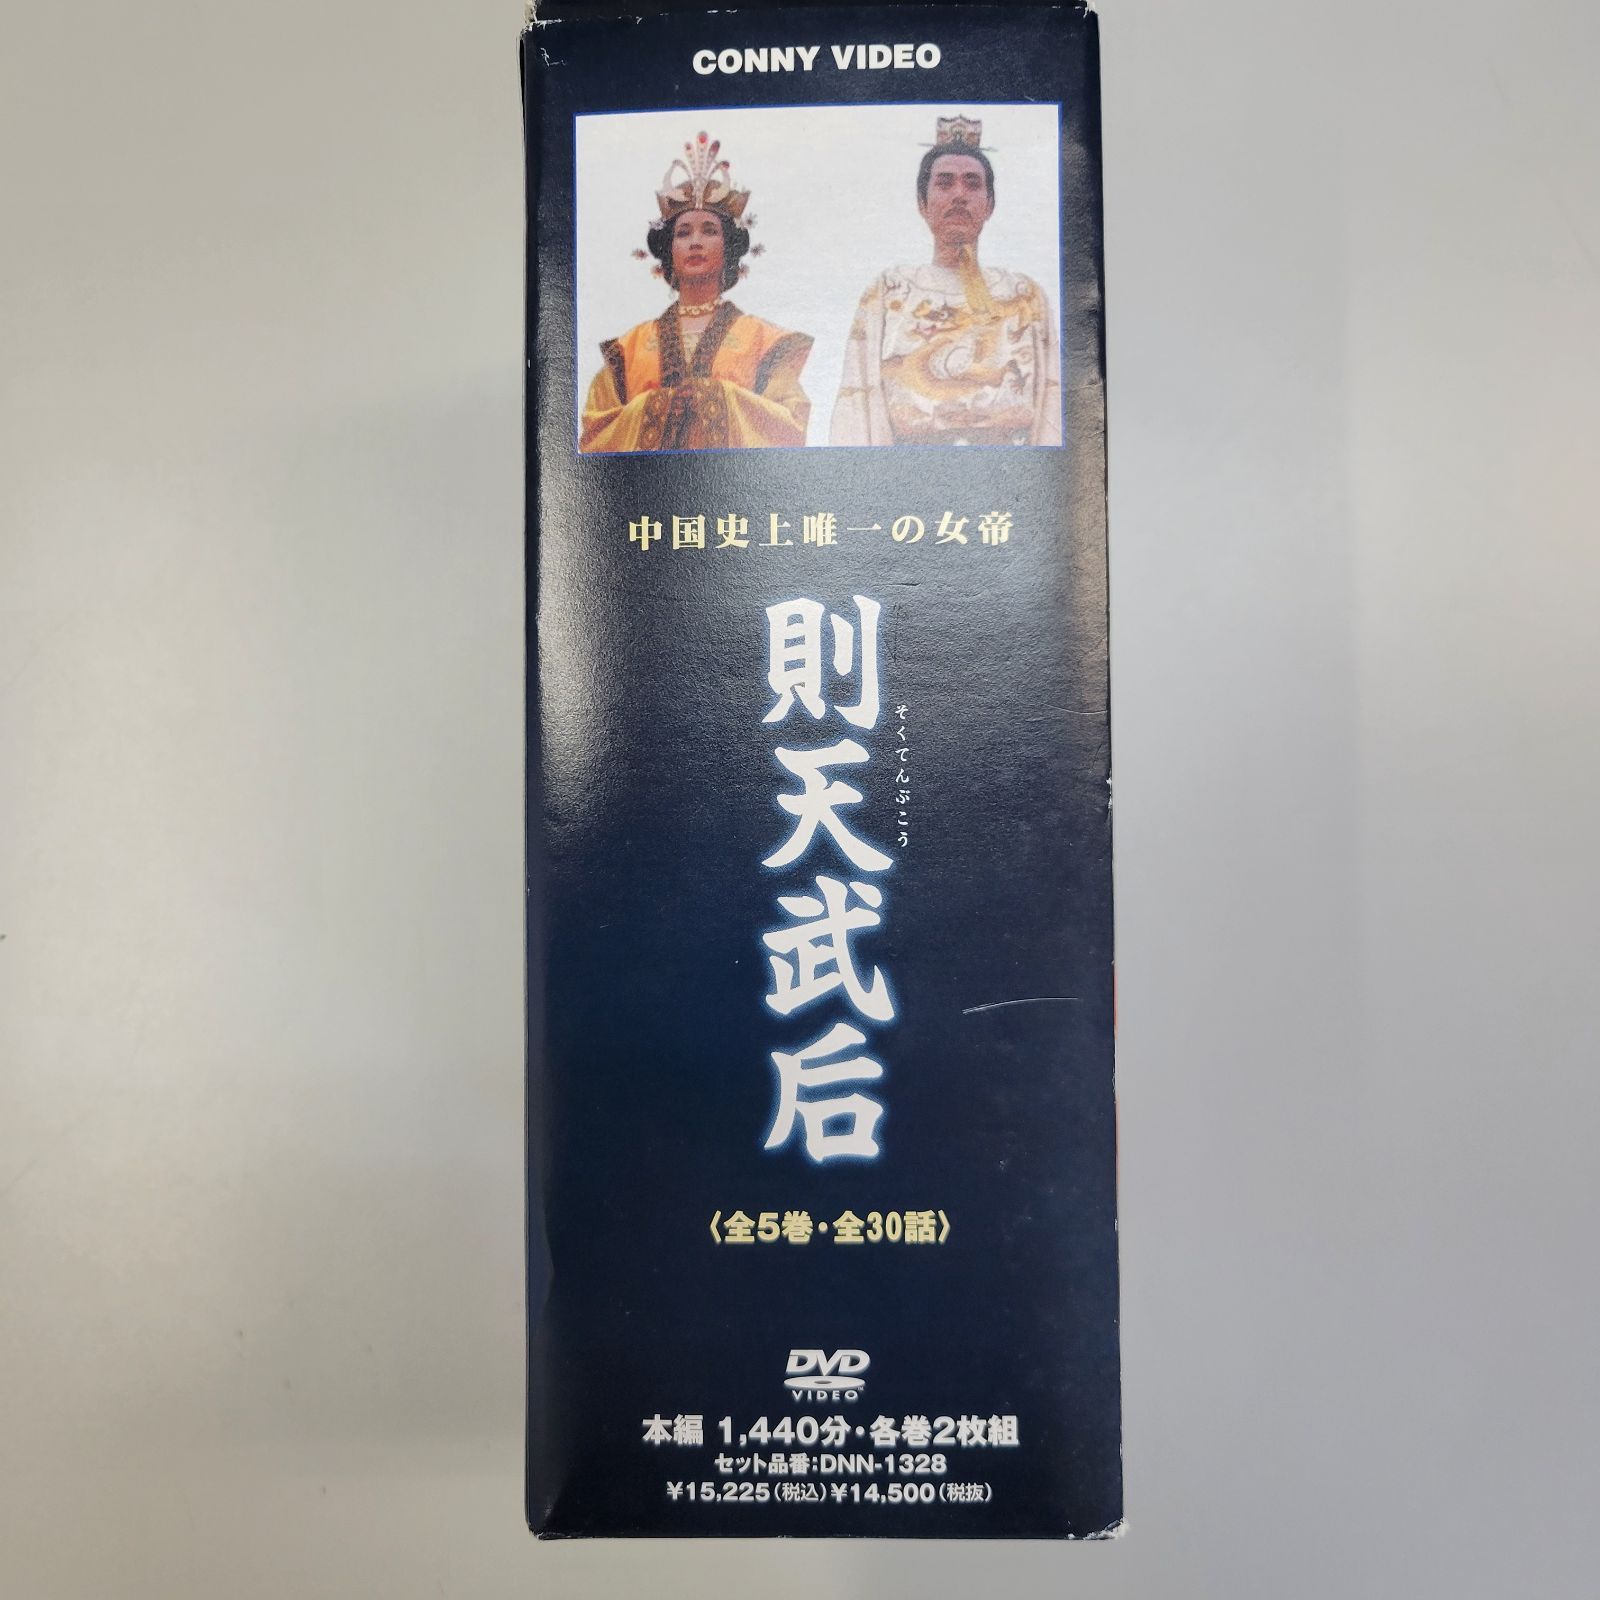 CONNY VIDEO
中国史上唯一の女帝
則天武后
そくてんぶこう
〈全5巻・全30話〉
DVD
VIDEO™
本編 1,440分・各巻2枚組
セット品番:DNN-1328
¥15,225(税込)¥14,500(税抜)